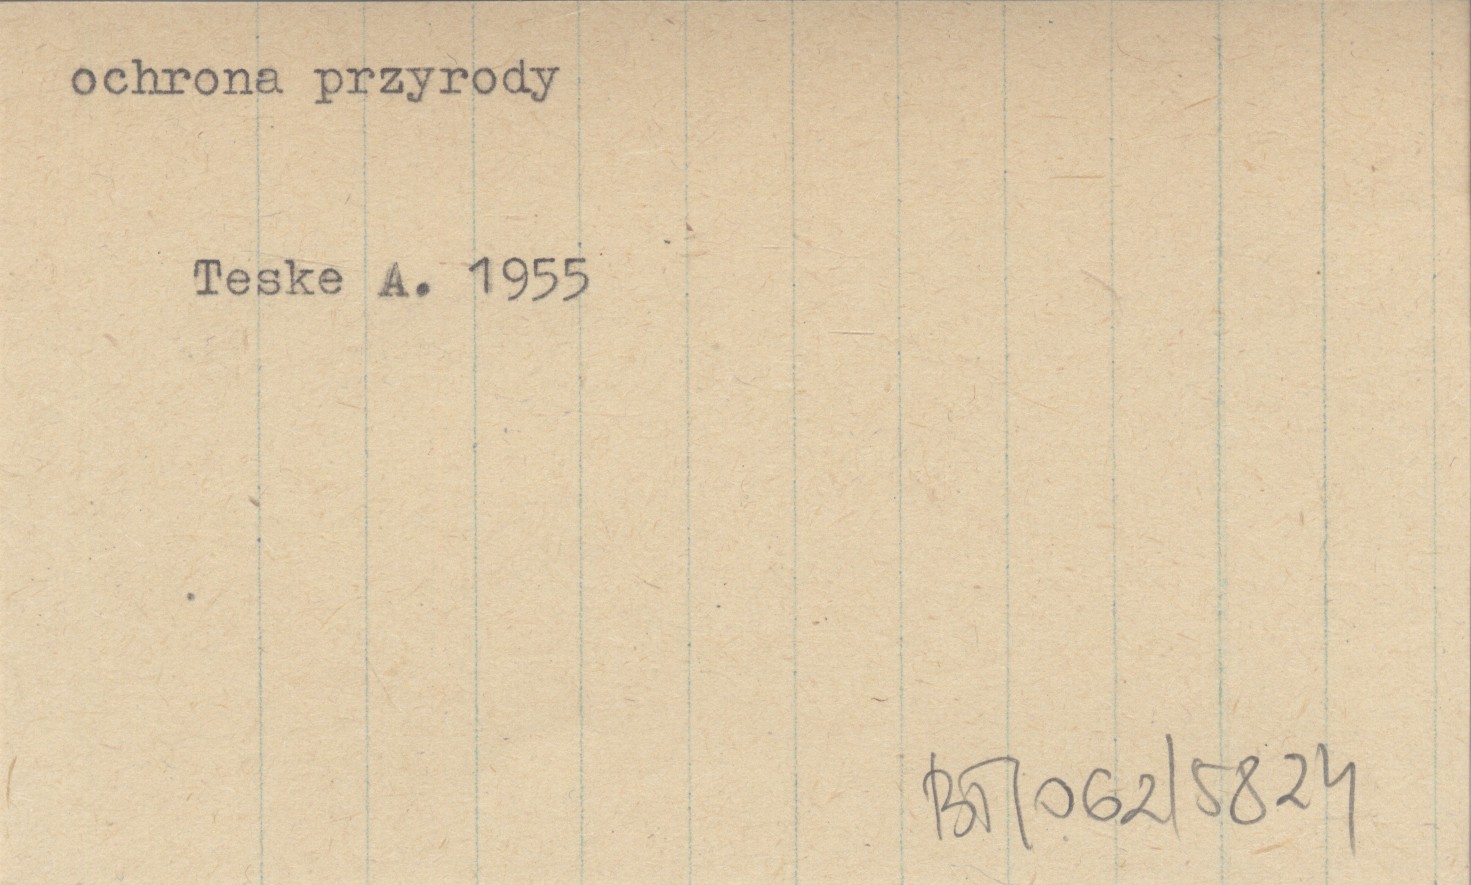 ochrona przyrody
Teske A. 1955
BT/062/5824